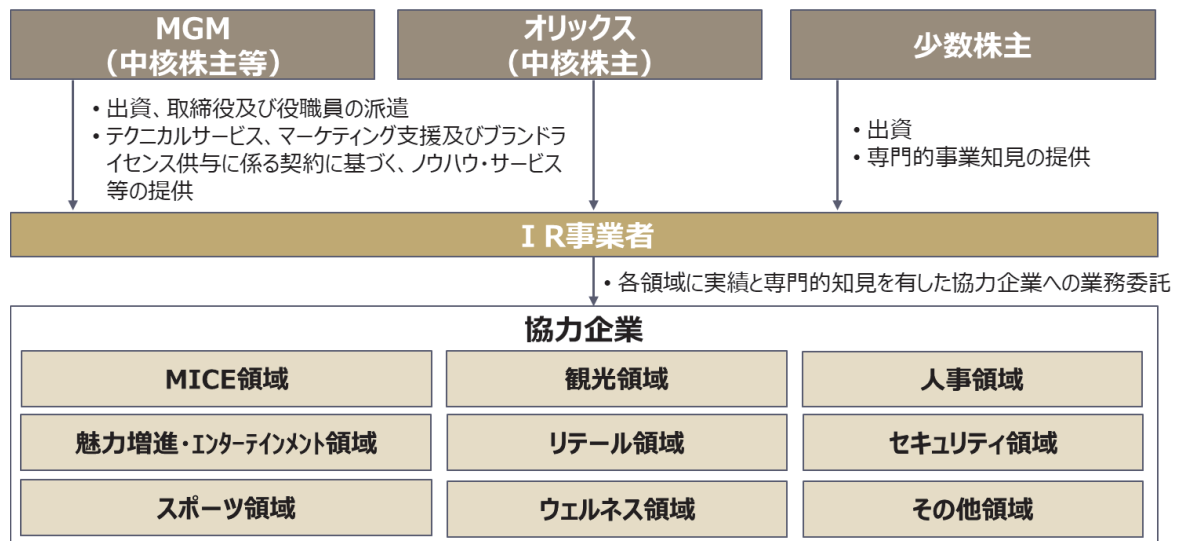 MGM
（中核株主等）
オリックス
（中核株主）
少数株主
• 出資、取締役及び役職員の派遣
• テクニカルサービス、マーケティング支援及びブランドラ
イセンス供与に係る契約に基づく、ノウハウ・サービス
等の提供
• 出資
• 専門的事業知見の提供
ＩＲ事業者
• 各領域に実績と専門的知見を有した協力企業への業務委託
協力企業
MICE領域
観光領域
人事領域
魅力増進・ｴﾝﾀｰﾃｲﾝﾒﾝﾄ領域
リテール領域
セキュリティ領域
スポーツ領域
ウェルネス領域
その他領域